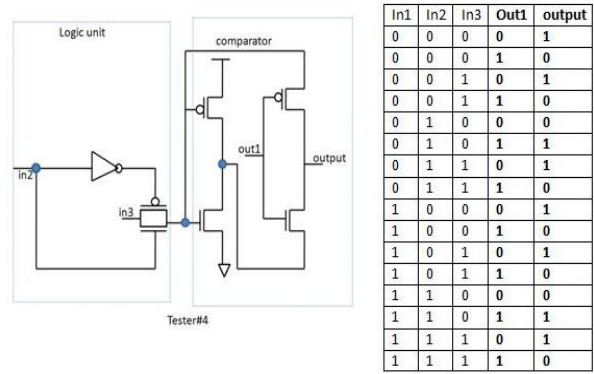 Logic unit
comparator
in2
in3
out1
output
Tester#4
In1 In2 In3 Out1 output
0 0 0 0 1
0 0 0 1 0
0 0 1 0 1
0 0 1 1 0
0 1 0 0 0
0 1 0 1 1
0 1 1 0 1
0 1 1 1 0
1 0 0 0 1
1 0 0 1 0
1 0 1 0 1
1 0 1 1 0
1 1 0 0 0
1 1 0 1 1
1 1 1 0 1
1 1 1 1 0